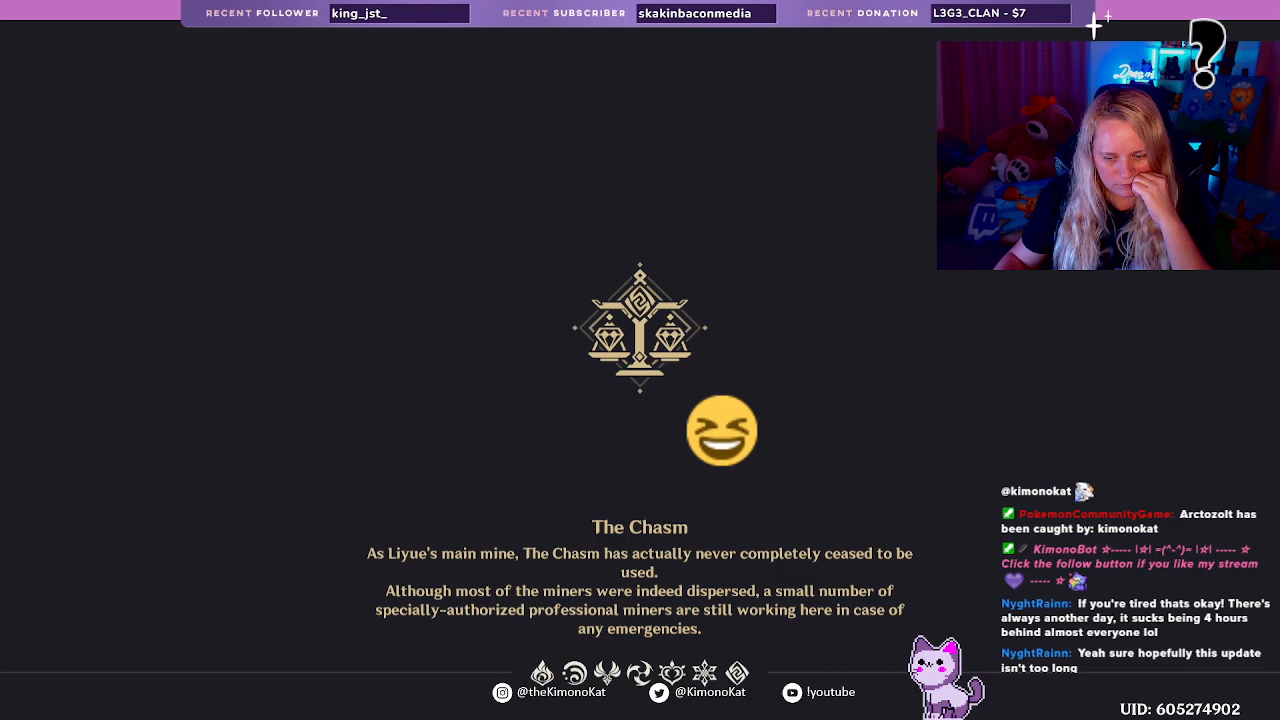 RECENT FOLLOWER king_jst_ RECENT SUBSCRIBER skakinbaconmedia RECENT DONATION L3G3_CLAN - $7
Dream
@kimonokat
PokemonCommunityGame: Arctozolt has
been caught by: kimonokat
KimonoBot ☆----- |☆| =(^-^)= |☆| ----- ☆
Click the follow button if you like my stream
----- ☆
NyghtRainn: If you're tired thats okay! There's
always another day, it sucks being 4 hours
behind almost everyone lol
NyghtRainn: Yeah sure hopefully this update
isn't too long
The Chasm
As Liyue's main mine, The Chasm has actually never completely ceased to be
used.
Although most of the miners were indeed dispersed, a small number of
specially-authorized professional miners are still working here in case of
any emergencies.
@theKimonoKat @KimonoKat !youtube
UID: 605274902